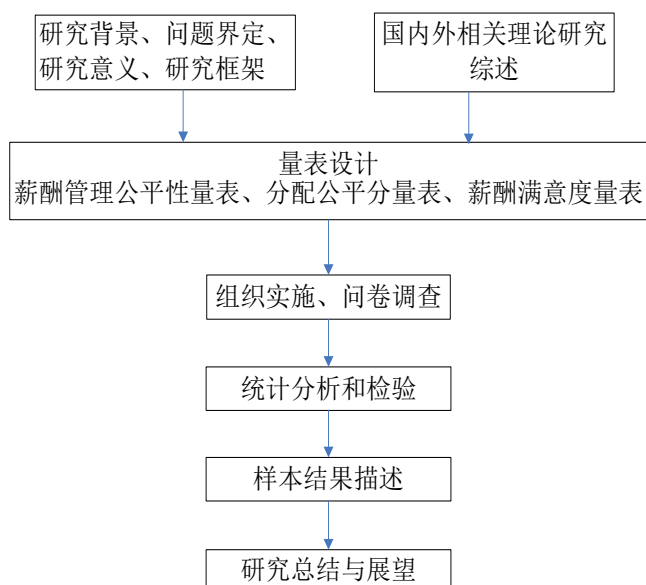 研究背景、问题界定、
研究意义、研究框架
国内外相关理论研究
综述
量表设计
薪酬管理公平性量表、分配公平分量表、薪酬满意度量表
组织实施、问卷调查
统计分析和检验
样本结果描述
研究总结与展望